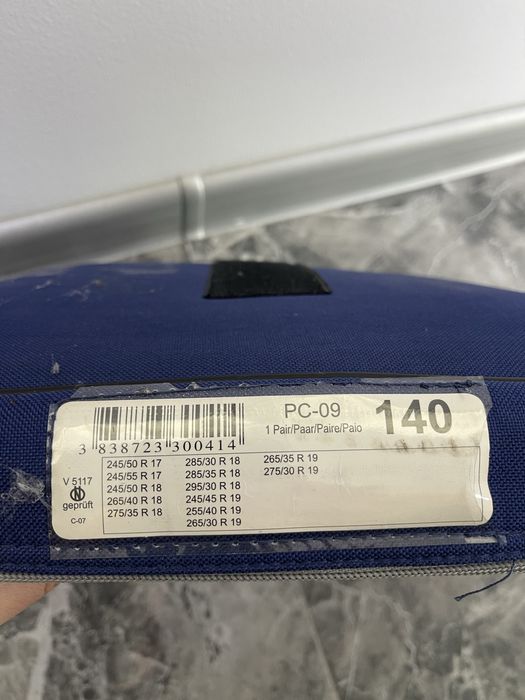 PC-09 140
1 Pair/Paar/Paire/Paio
3 838723 300414
V 5117
N
geprüft
C-07
245/50 R 17
245/55 R 17
245/50 R 18
265/40 R 18
275/35 R 18
285/30 R 18
285/35 R 18
295/30 R 18
245/45 R 19
255/40 R 19
265/30 R 19
265/35 R 19
275/30 R 19